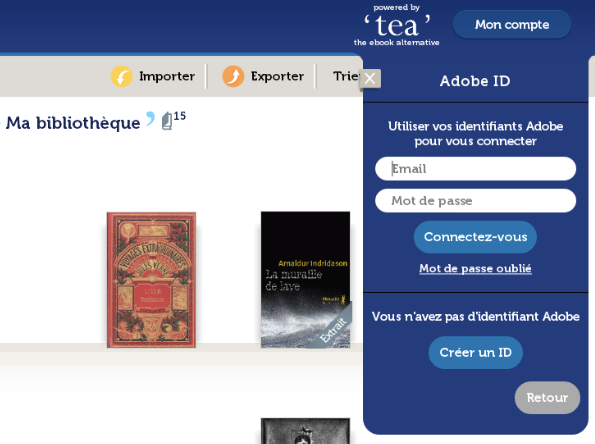 powered by
‘tea’
the ebook alternative
Mon compte
Importer
Exporter
Trie
Adobe ID
Ma bibliothèque
15
Utiliser vos identifiants Adobe
pour vous connecter
Email
Mot de passe
Connectez-vous
Mot de passe oublié
VOYAGES EXTRAORDINAIRES
JULES VERNE
Arnaldur Indridason
La muraille
de lave
Extrait
Vous n'avez pas d'identifiant Adobe
Créer un ID
Retour